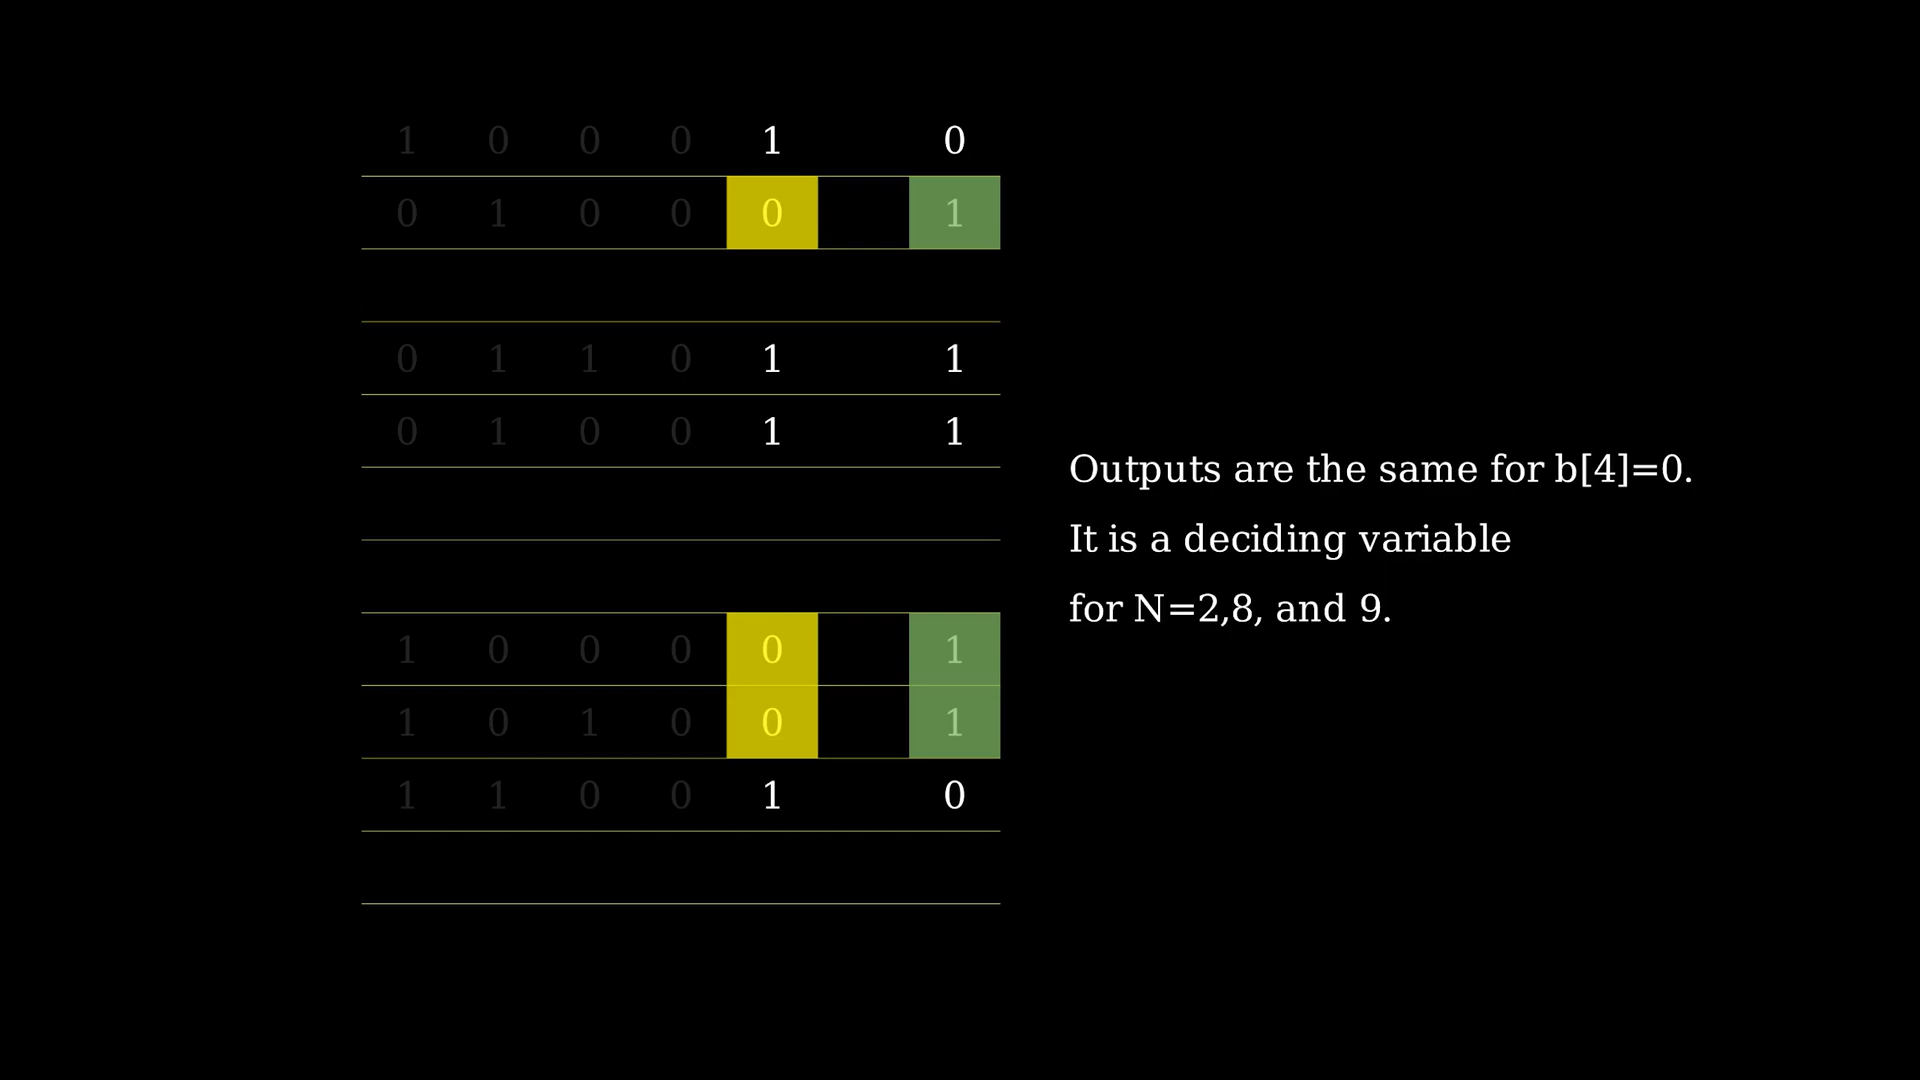 1 0 0 0 1 0
0 1 0 0 0 1
0 1 1 0 1 1
0 1 0 0 1 1
Outputs are the same for b[4]=0.
It is a deciding variable
for N=2,8, and 9.
1 0 0 0 0 1
1 0 1 0 0 1
1 1 0 0 1 0